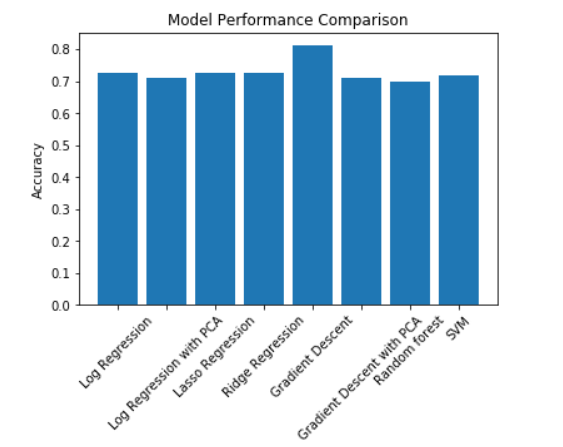 Model Performance Comparison
Accuracy
0.8
0.7
0.6
0.5
0.4
0.3
0.2
0.1
0.0
Log Regression
Log Regression with PCA
Lasso Regression
Ridge Regression
Gradient Descent
Gradient Descent with PCA
Random forest
SVM